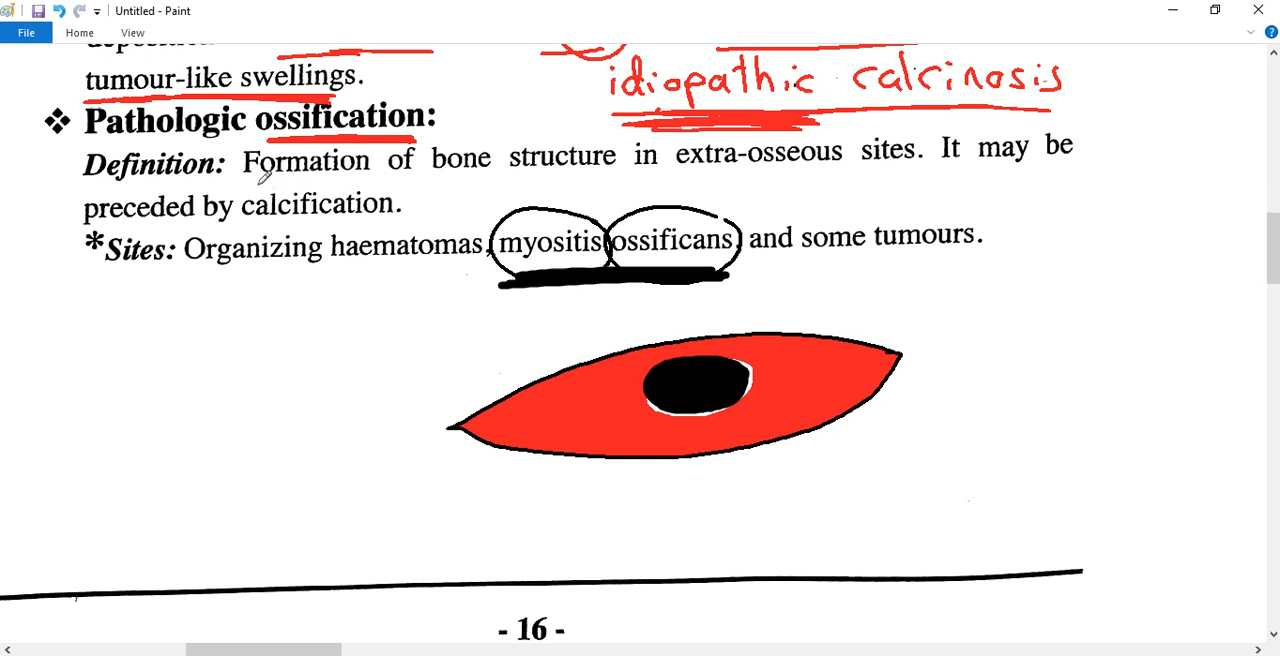 Untitled - Paint
File Home View
tumour-like swellings.
idiopathic calcinosis
❖ Pathologic ossification:
Definition: Formation of bone structure in extra-osseous sites. It may be
preceded by calcification.
*Sites: Organizing haematomas, myositis ossificans, and some tumours.
- 16 -